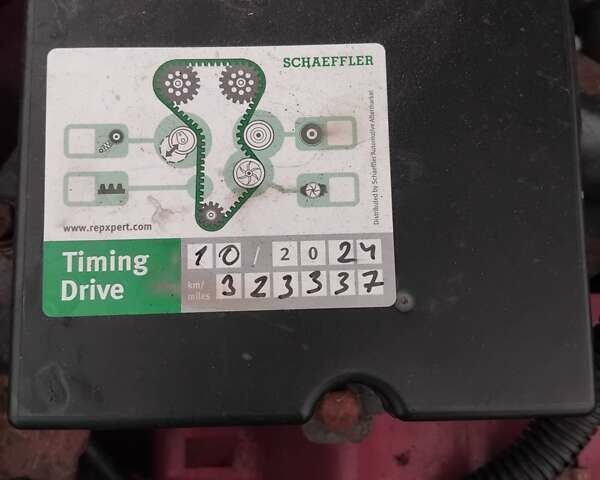 SCHAEFFLER
Distributed by Schaeffler Automotive Aftermarket
www.repxpert.com
Timing
Drive
10/2024
km/
miles
323337